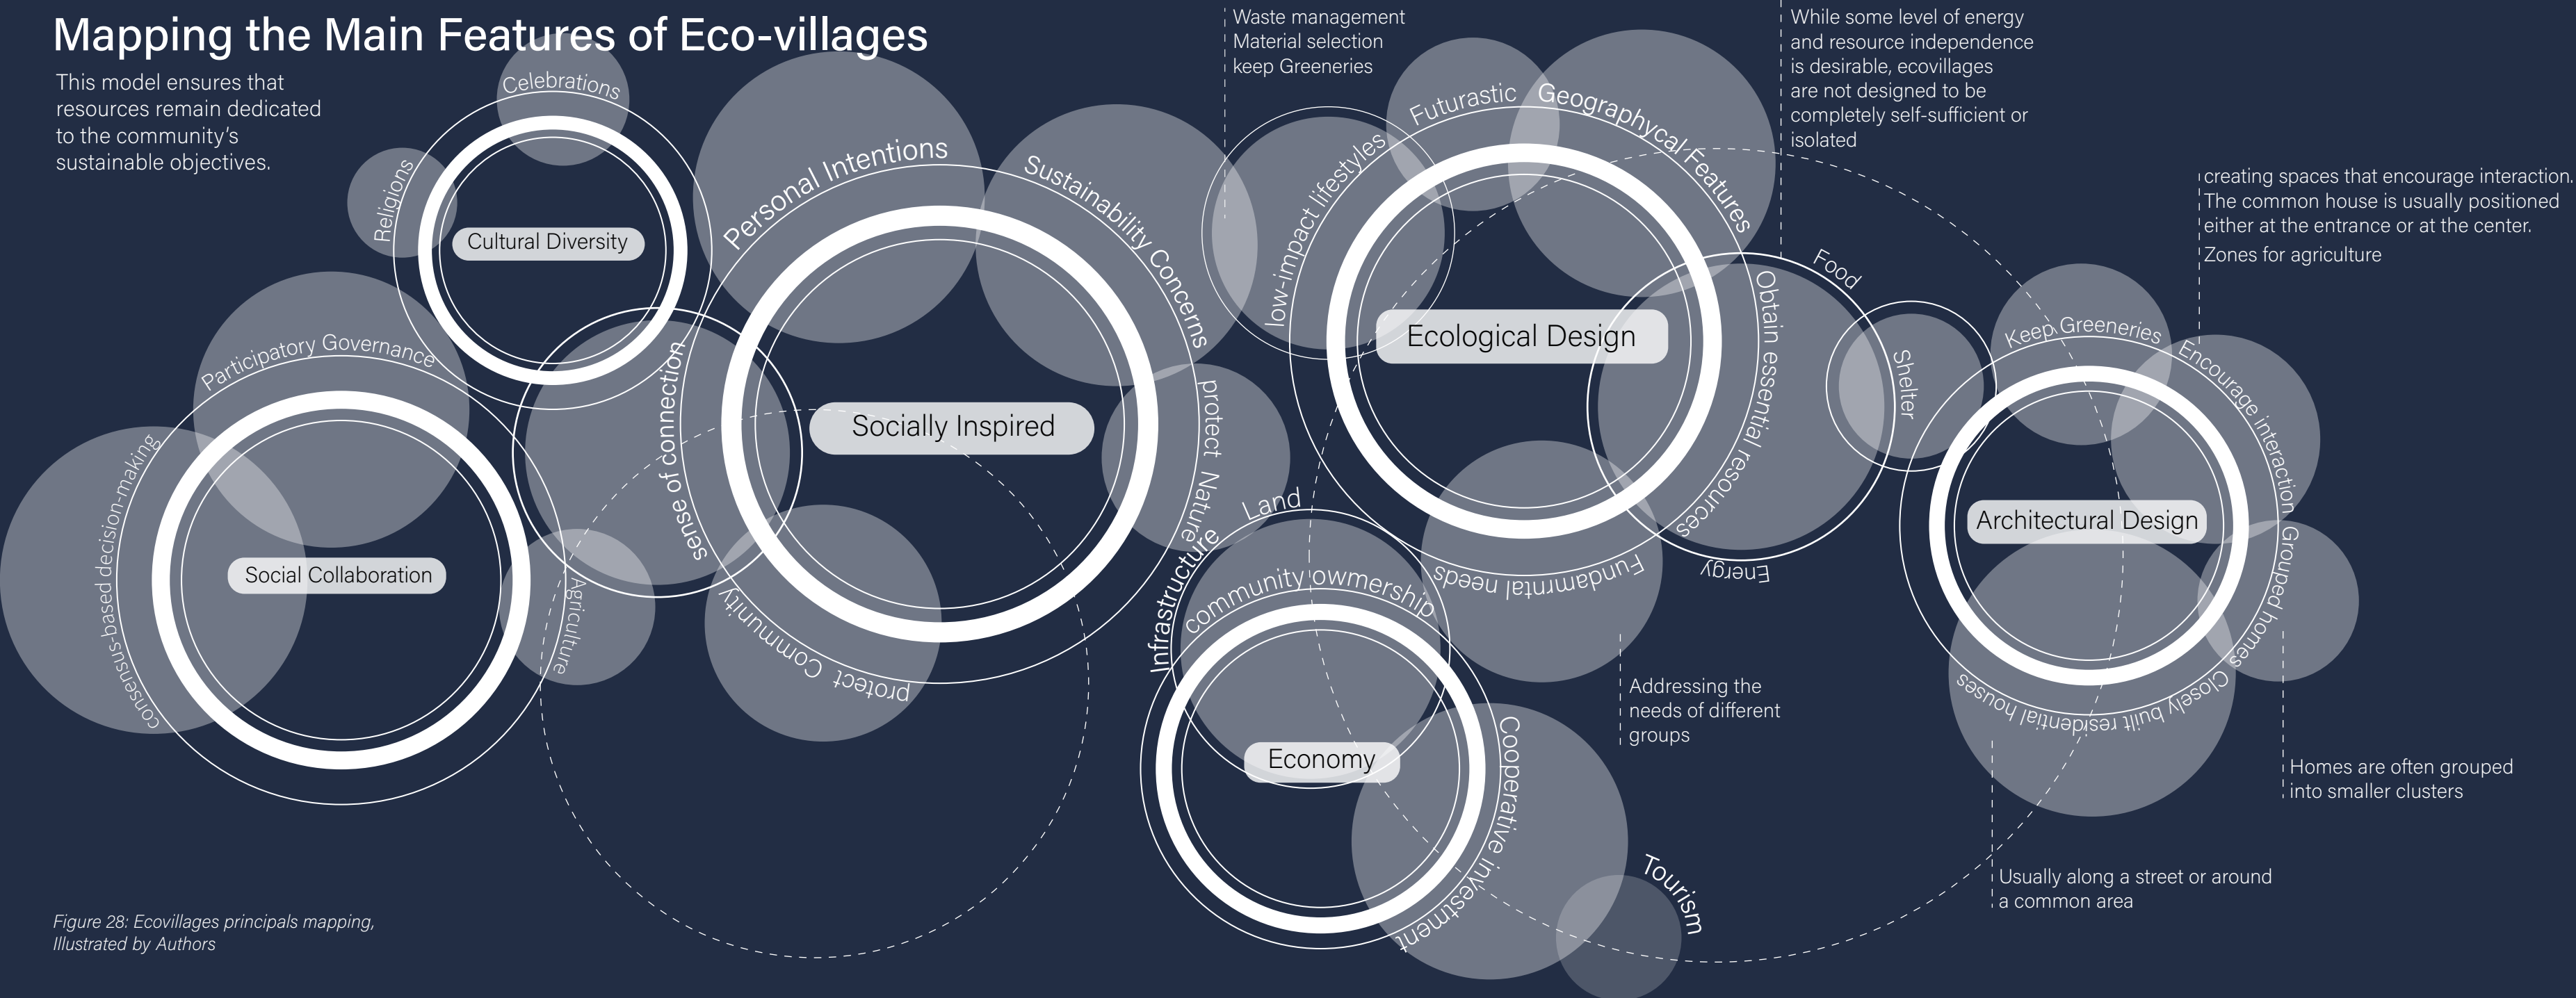 Mapping the Main Features of Eco-villages
This model ensures that
resources remain dedicated
to the community's
sustainable objectives.
Celebrations
Religions
Cultural Diversity
Participatory Governance
consensus-based decision-making
Social Collaboration
Agriculture
Personal Intentions
Sustainability Concerns
sense of connection
Socially Inspired
protect Nature
protect Community
Waste management
Material selection
keep Greeneries
low-impact lifestyles
Futurastic
Geographycal Features
Ecological Design
Obtain essential resources
Fundamrntal needs
Food
Shelter
Energy
While some level of energy
and resource independence
is desirable, ecovillages
are not designed to be
completely self-sufficient or
isolated
Land
Infrastructure
community owmership
Economy
Cooperative investment
Tourism
Addressing the
needs of different
groups
creating spaces that encourage interaction.
The common house is usually positioned
either at the entrance or at the center.
Zones for agriculture
Keep Greeneries
Encourage interaction
Architectural Design
Grouped homes
Closely built residential houses
Homes are often grouped
into smaller clusters
Usually along a street or around
a common area
Figure 28: Ecovillages principals mapping,
Illustrated by Authors